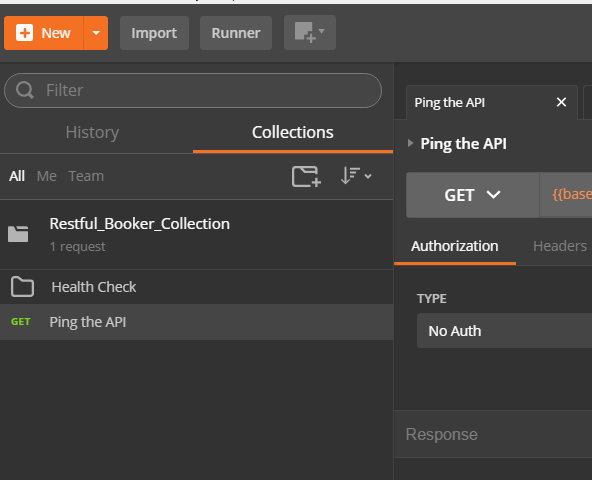 New
Import
Runner
Filter
History
Collections
All
Me
Team
Restful_Booker_Collection
1 request
Health Check
GET
Ping the API
Ping the API
Ping the API
GET
{{base
Authorization
Headers
TYPE
No Auth
Response